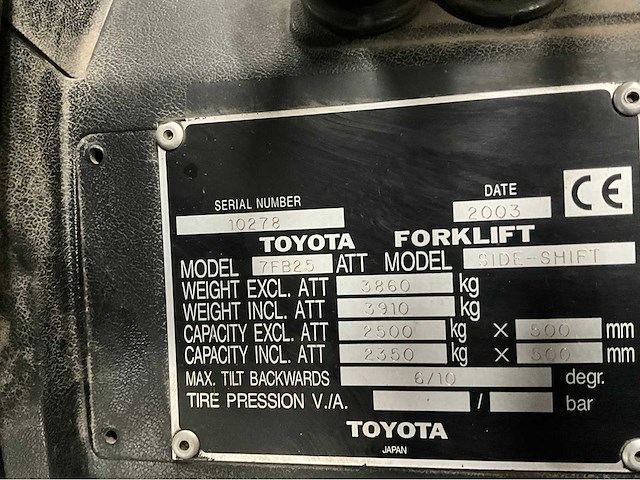 SERIAL NUMBER
10278
DATE
2003
CE
TOYOTA FORKLIFT
MODEL 7FB25 ATT MODEL SIDE-SHIFT
WEIGHT EXCL. ATT 3860 kg
WEIGHT INCL. ATT 3910 kg
CAPACITY EXCL. ATT 2500 kg × 500 mm
CAPACITY INCL. ATT 2350 kg × 500 mm
MAX. TILT BACKWARDS 6/10 degr.
TIRE PRESSION V./A. / bar
TOYOTA
JAPAN